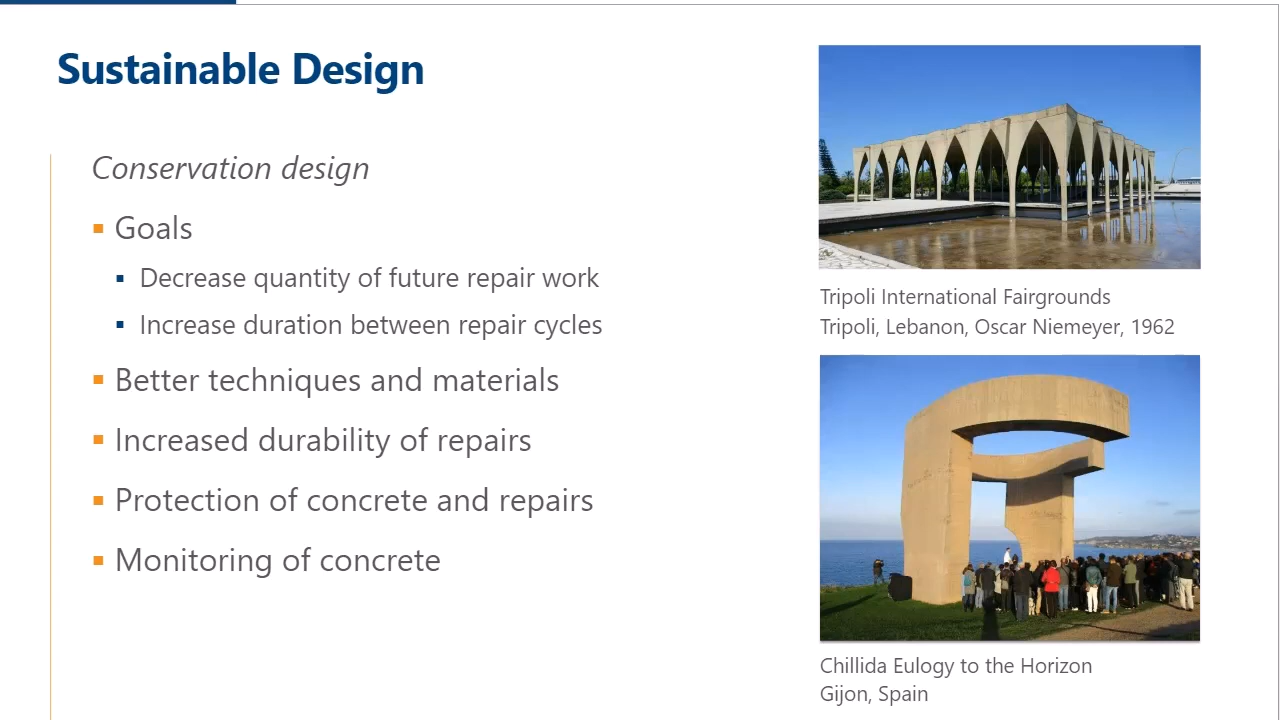 Sustainable Design
Conservation design
Goals
Decrease quantity of future repair work
Increase duration between repair cycles
Better techniques and materials
Increased durability of repairs
Protection of concrete and repairs
Monitoring of concrete
Tripoli International Fairgrounds
Tripoli, Lebanon, Oscar Niemeyer, 1962
Chillida Eulogy to the Horizon
Gijon, Spain